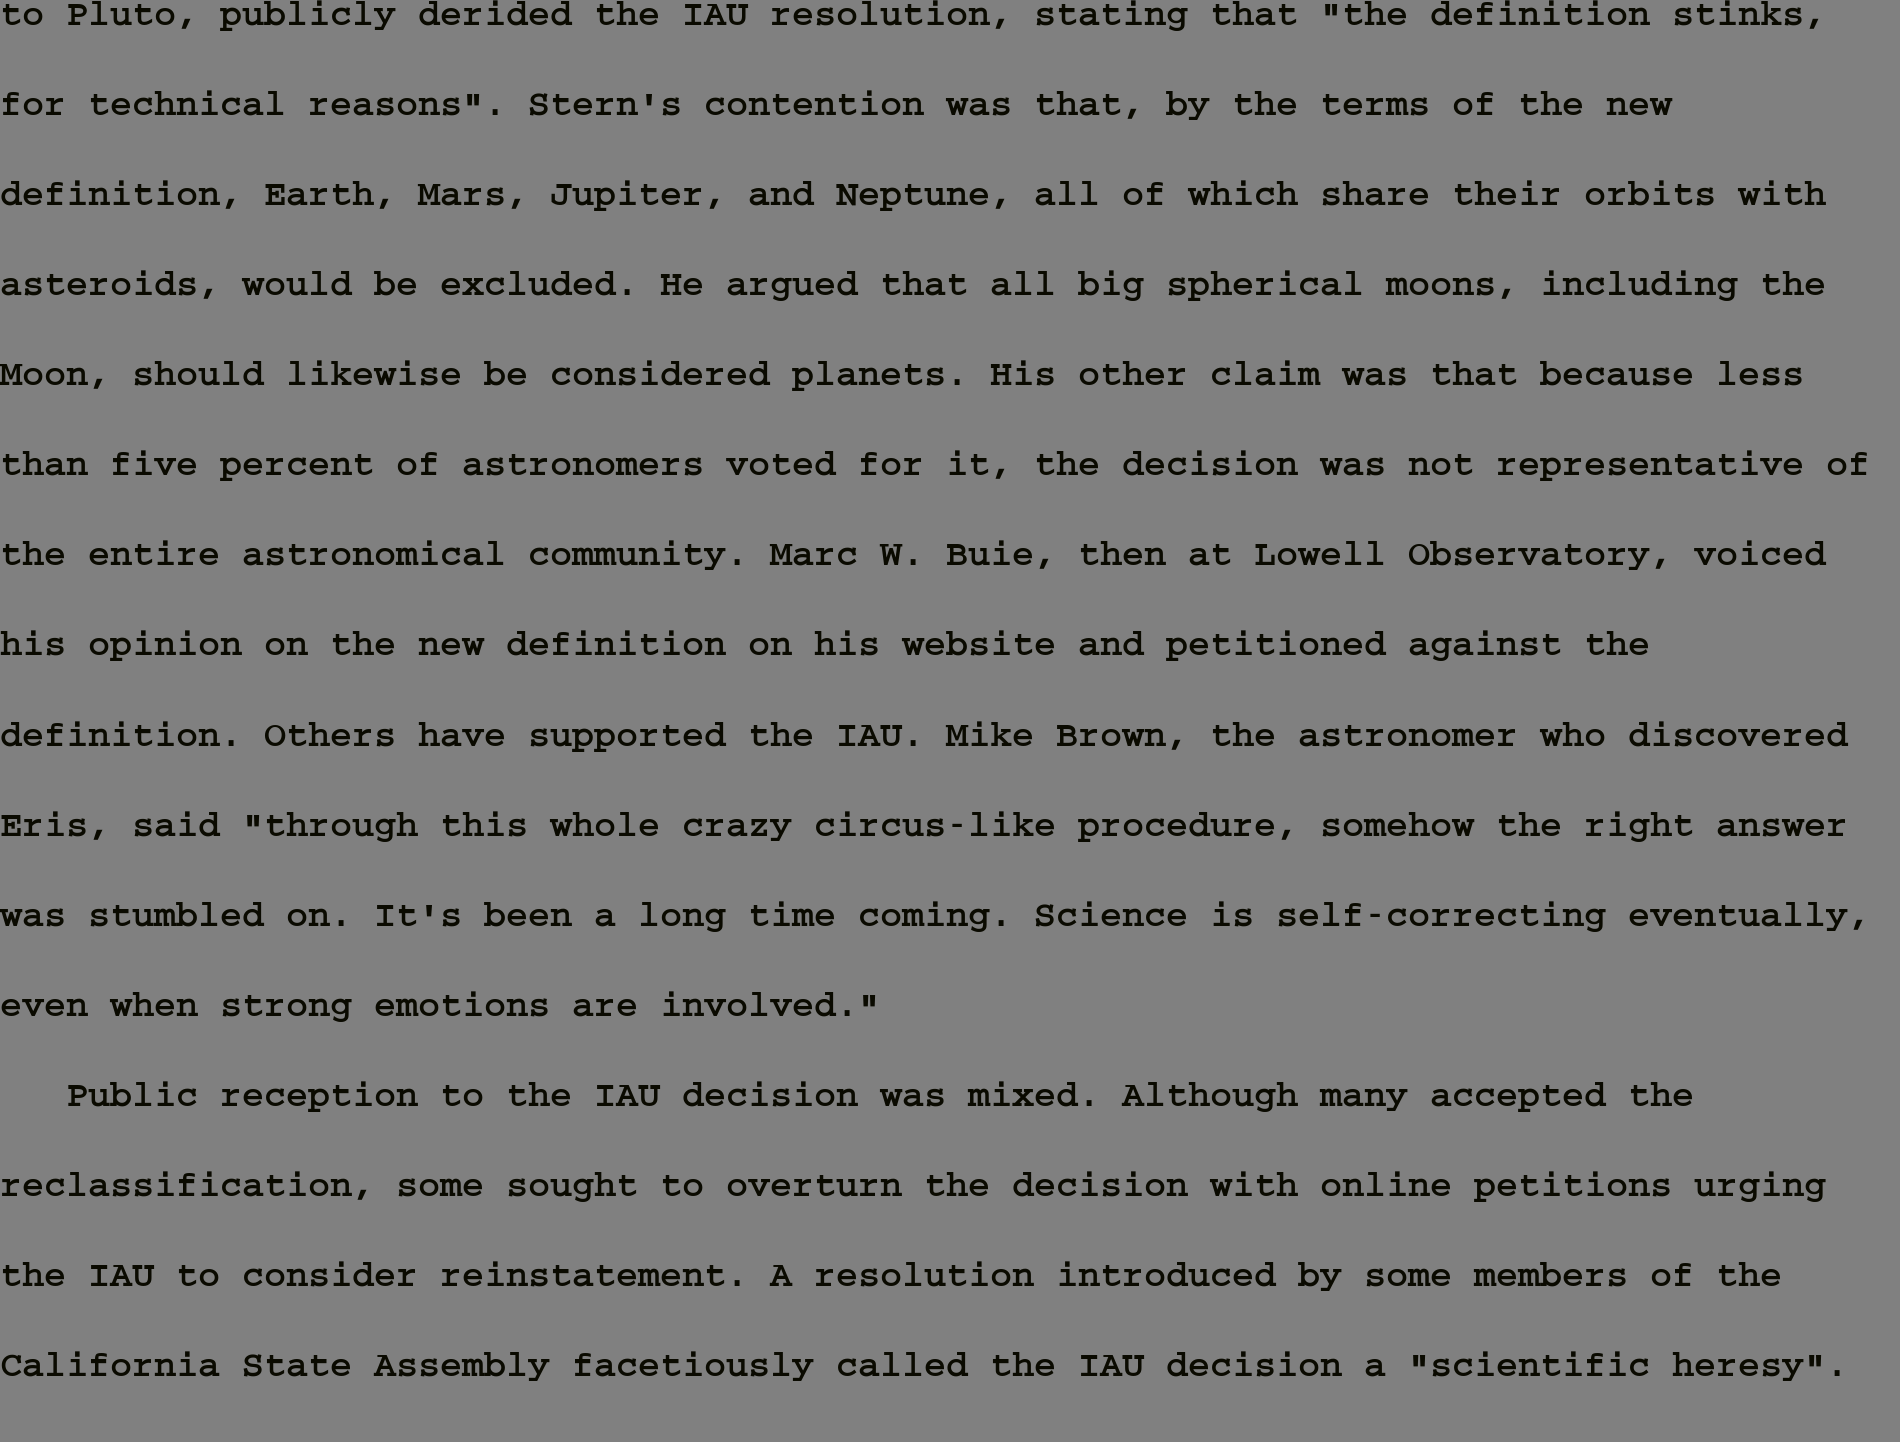 to Pluto, publicly derided the IAU resolution, stating that "the definition stinks,
for technical reasons". Stern's contention was that, by the terms of the new
definition, Earth, Mars, Jupiter, and Neptune, all of which share their orbits with
asteroids, would be excluded. He argued that all big spherical moons, including the
Moon, should likewise be considered planets. His other claim was that because less
than five percent of astronomers voted for it, the decision was not representative of
the entire astronomical community. Marc W. Buie, then at Lowell Observatory, voiced
his opinion on the new definition on his website and petitioned against the
definition. Others have supported the IAU. Mike Brown, the astronomer who discovered
Eris, said "through this whole crazy circus-like procedure, somehow the right answer
was stumbled on. It's been a long time coming. Science is self-correcting eventually,
even when strong emotions are involved."
Public reception to the IAU decision was mixed. Although many accepted the
reclassification, some sought to overturn the decision with online petitions urging
the IAU to consider reinstatement. A resolution introduced by some members of the
California State Assembly facetiously called the IAU decision a "scientific heresy".